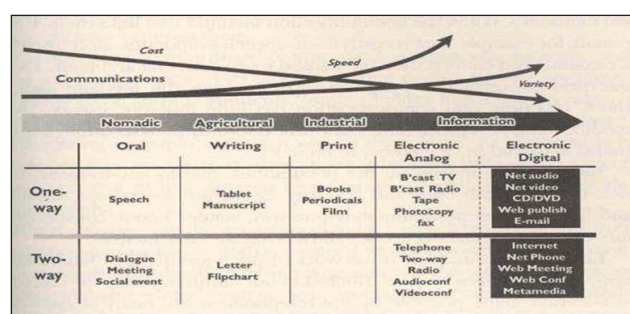 Cost
Speed
Communications
Variety
Nomadic Agricultural Industrial Information
Oral Writing Print Electronic Analog Electronic Digital
One-way
Speech
Tablet
Manuscript
Books
Periodicals
Film
B'cast TV
B'cast Radio
Tape
Photocopy
fax
Net audio
Net video
CD/DVD
Web publish
E-mail
Two-way
Dialogue
Meeting
Social event
Letter
Flipchart
Telephone
Two-way
Radio
Audioconf
Videoconf
Internet
Net Phone
Web Meeting
Web Conf
Metamedia